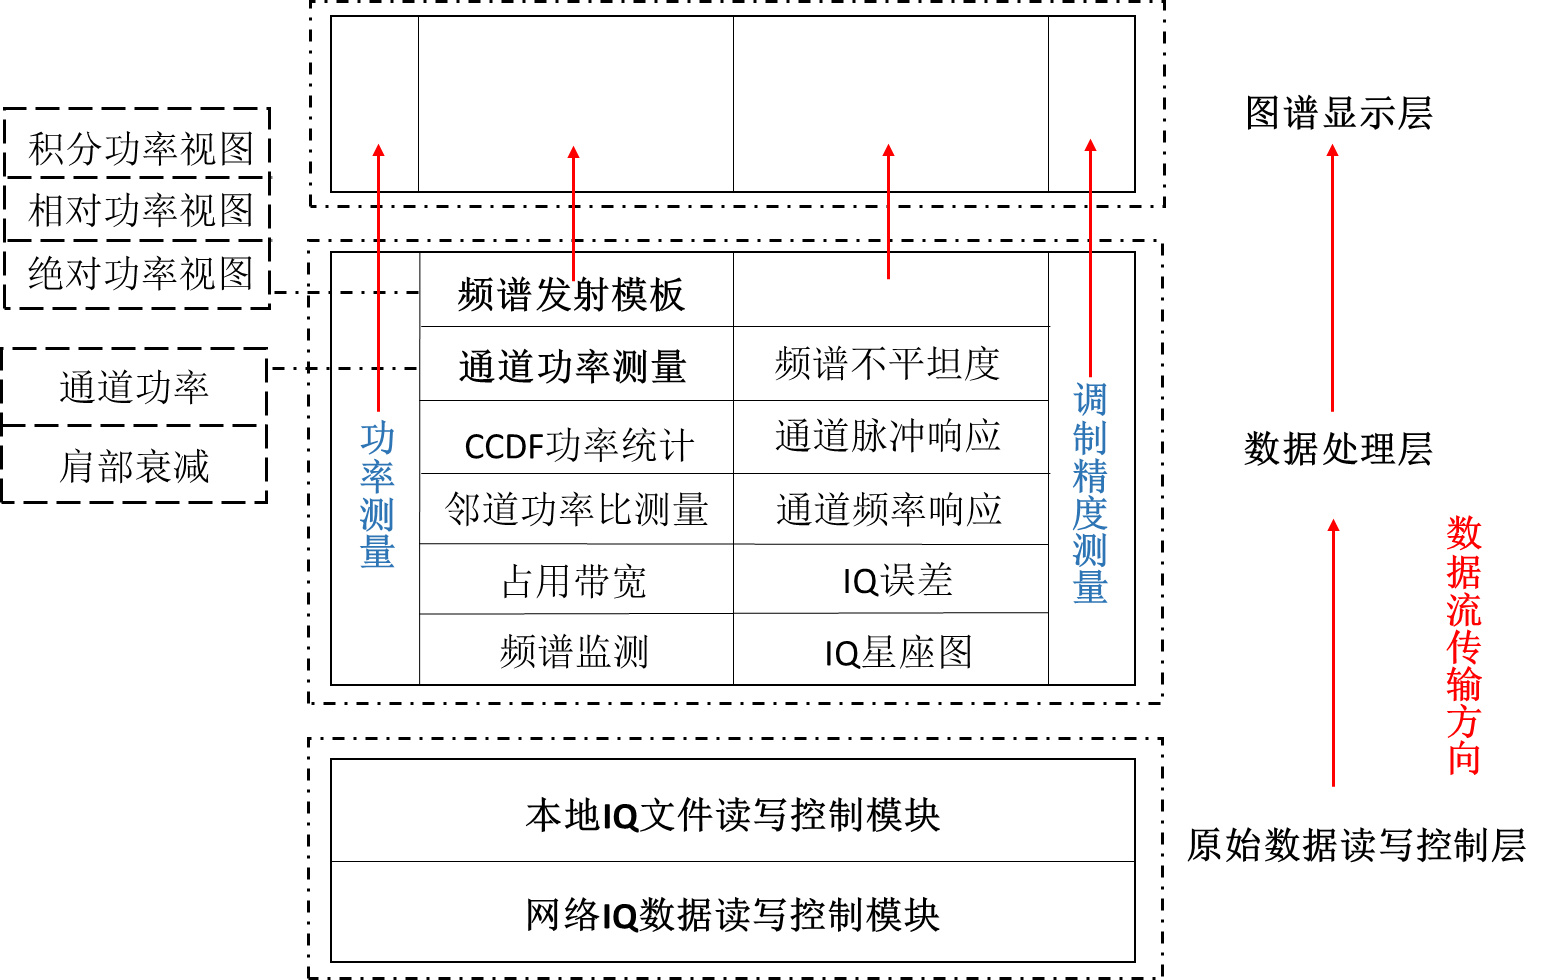 图谱显示层
积分功率视图
相对功率视图
绝对功率视图
通道功率
肩部衰减
功率测量
频谱发射模板
通道功率测量
频谱不平坦度
CCDF功率统计
通道脉冲响应
邻道功率比测量
通道频率响应
占用带宽
IQ误差
频谱监测
IQ星座图
调制精度测量
数据处理层
数据流传输方向
本地IQ文件读写控制模块
网络IQ数据读写控制模块
原始数据读写控制层